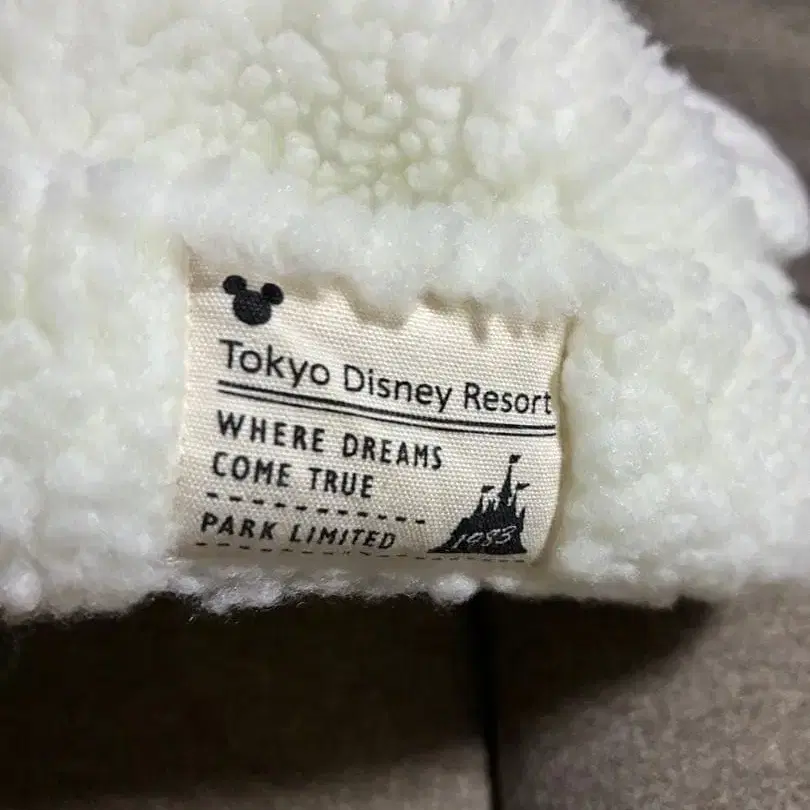 Tokyo Disney Resort
WHERE DREAMS
COME TRUE
PARK LIMITED
1983